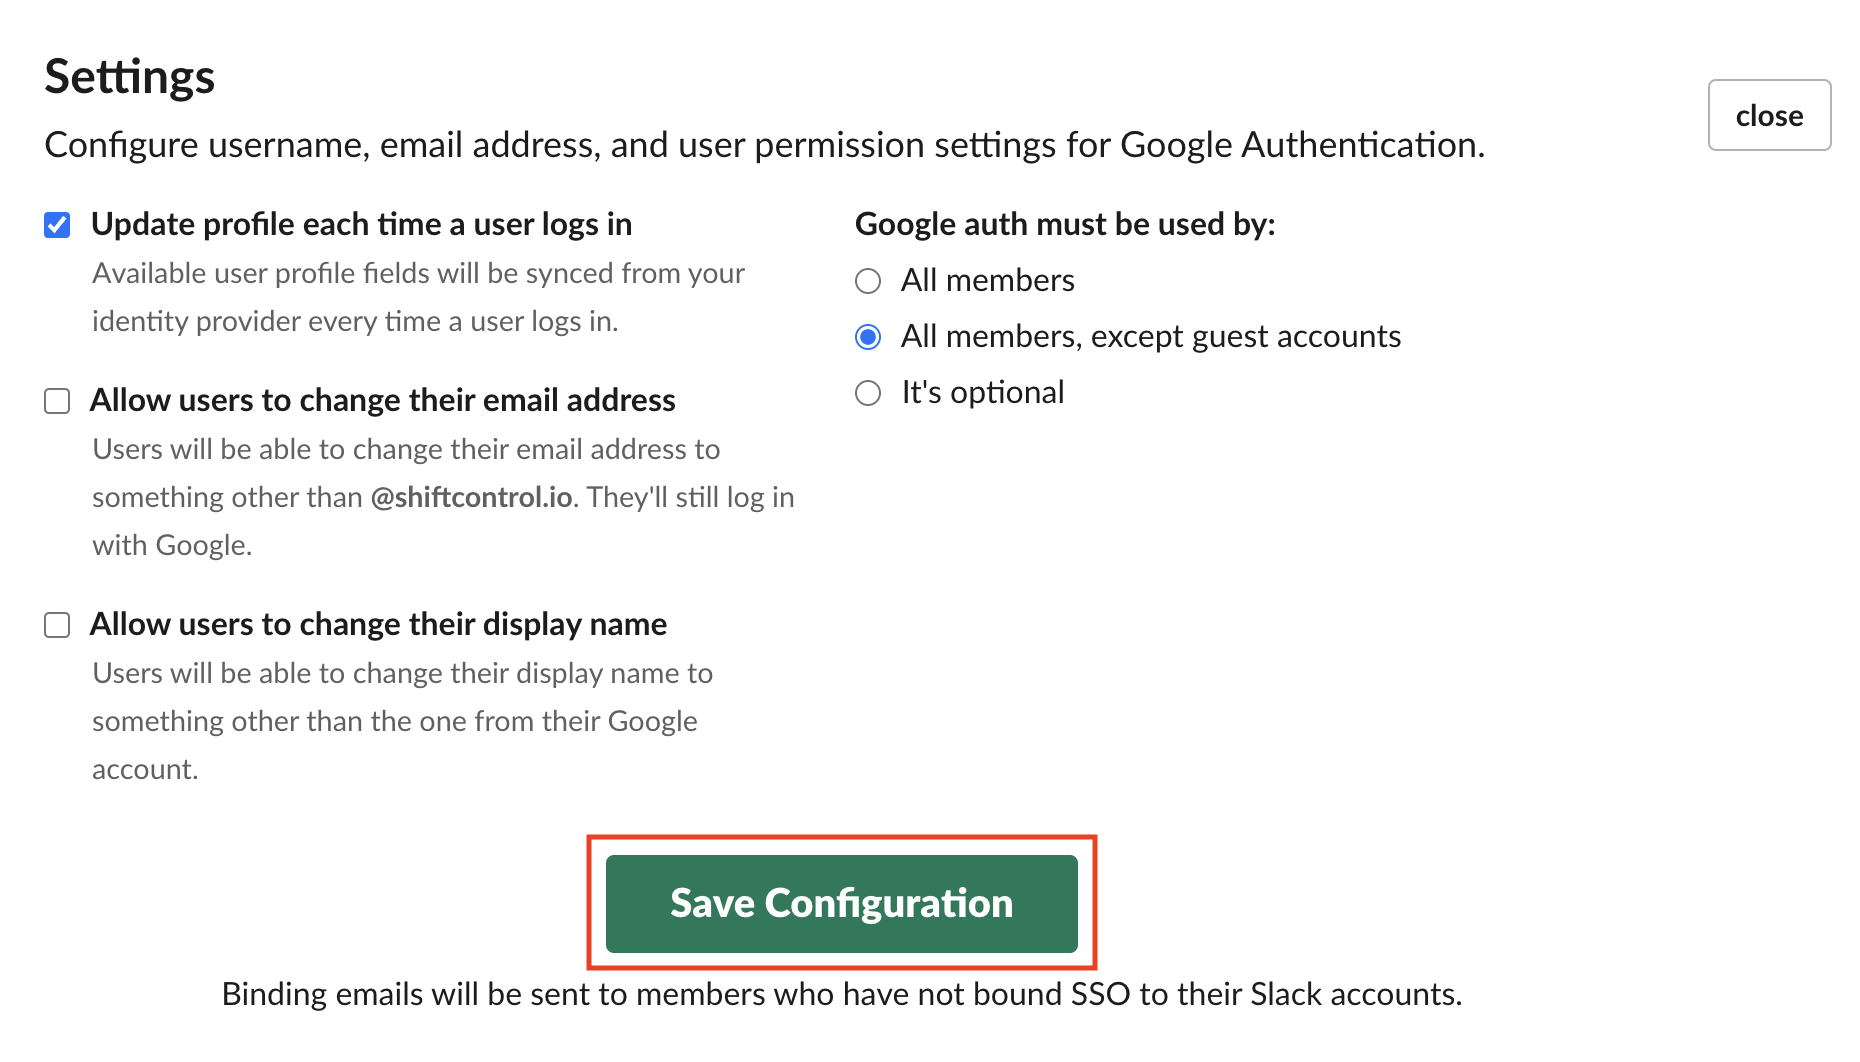 Settings
Configure username, email address, and user permission settings for Google Authentication.
close
Update profile each time a user logs in
Available user profile fields will be synced from your
identity provider every time a user logs in.
Allow users to change their email address
Users will be able to change their email address to
something other than @shiftcontrol.io. They'll still log in
with Google.
Allow users to change their display name
Users will be able to change their display name to
something other than the one from their Google
account.
Google auth must be used by:
All members
All members, except guest accounts
It's optional
Save Configuration
Binding emails will be sent to members who have not bound SSO to their Slack accounts.